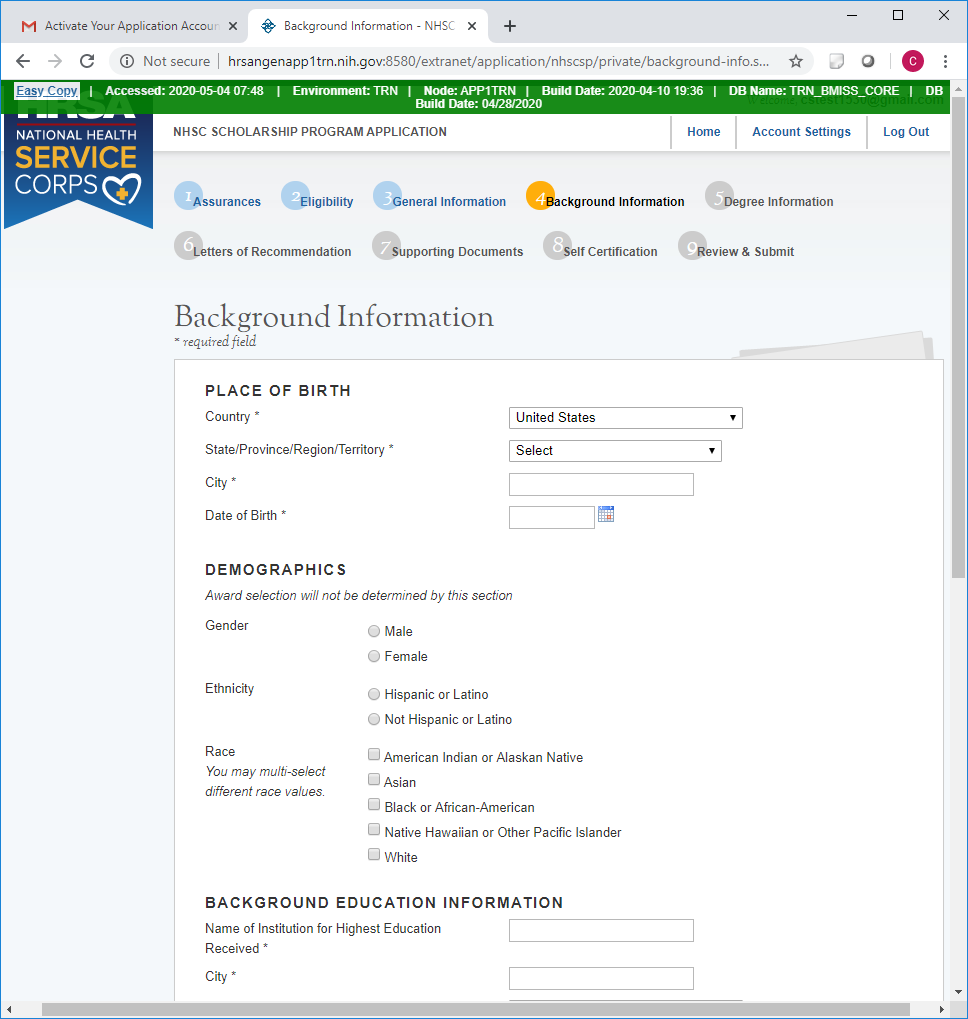 Activate Your Application Accoun
Background Information - NHSC
Not secure
hrsangenapp1trn.nih.gov:8580/extranet/application/nhscsp/private/background-info.s...
C
Easy Copy | Accessed: 2020-05-04 07:48 | Environment: TRN | Node: APP1TRN | Build Date: 2020-04-10 19:36 | DB Name: TRN_BMISS_CORE | DB
Build Date: 04/28/2020
Welcome, cstest1550@gmail.com
HRSA
NATIONAL HEALTH
SERVICE
CORPS
NHSC SCHOLARSHIP PROGRAM APPLICATION
Home
Account Settings
Log Out
1 Assurances
2 Eligibility
3 General Information
4 Background Information
5 Degree Information
6 Letters of Recommendation
7 Supporting Documents
8 Self Certification
9 Review & Submit
Background Information
* required field
PLACE OF BIRTH
Country *
United States
State/Province/Region/Territory *
Select
City *
Date of Birth *
DEMOGRAPHICS
Award selection will not be determined by this section
Gender
Male
Female
Ethnicity
Hispanic or Latino
Not Hispanic or Latino
Race
You may multi-select
different race values.
American Indian or Alaskan Native
Asian
Black or African-American
Native Hawaiian or Other Pacific Islander
White
BACKGROUND EDUCATION INFORMATION
Name of Institution for Highest Education
Received *
City *